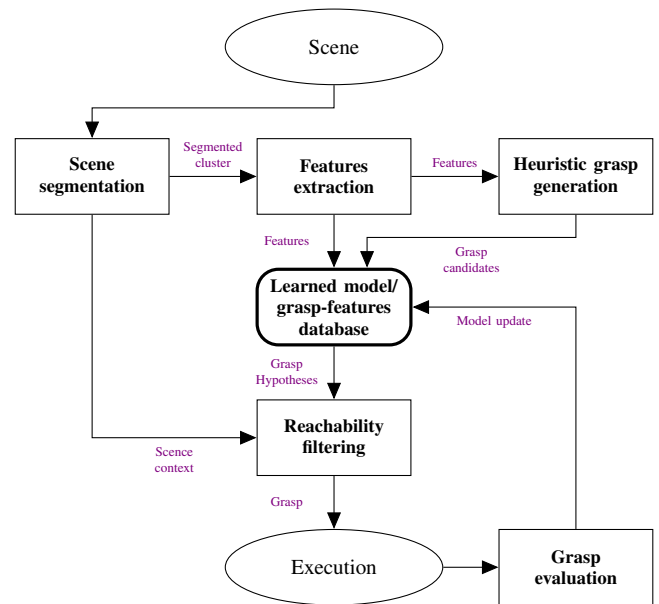 Scene
Segmented
cluster
Scene
segmentation
Features
extraction
Features
Heuristic grasp
generation
Features
Grasp
candidates
Learned model/
grasp-features
database
Model update
Grasp
Hypotheses
Reachability
filtering
Scence
context
Grasp
Execution
Grasp
evaluation